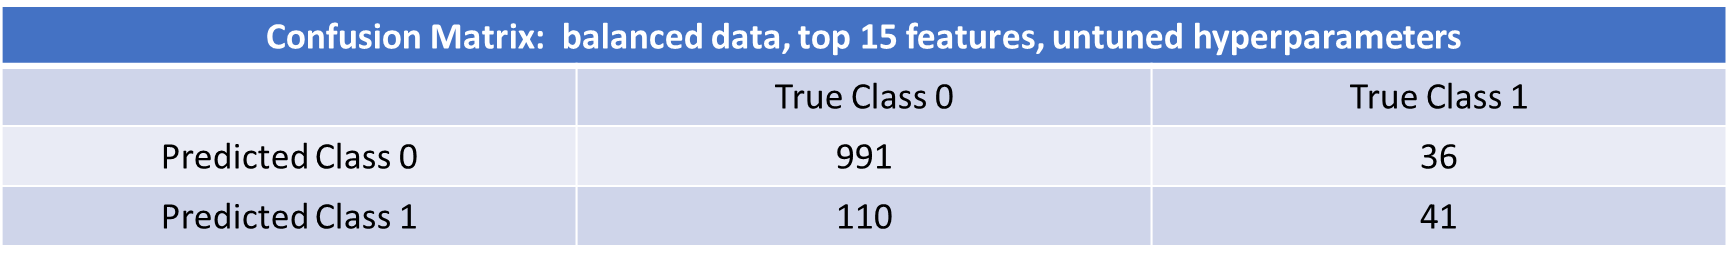 Confusion Matrix:  balanced data, top 15 features, untuned hyperparameters
True Class 0 True Class 1
Predicted Class 0 991 36
Predicted Class 1 110 41